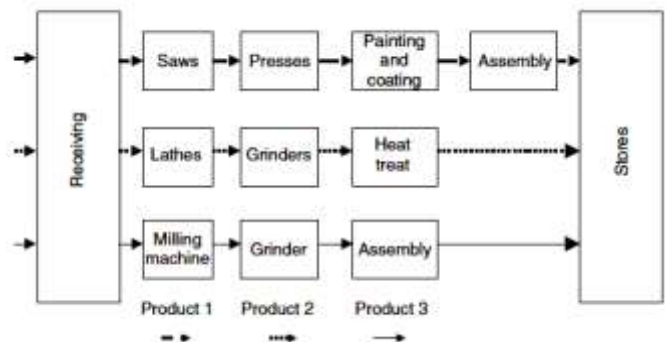 Receiving
Saws
Presses
Painting
and
coating
Assembly
Stores
Lathes
Grinders
Heat
treat
Milling
machine
Grinder
Assembly
Product 1
Product 2
Product 3